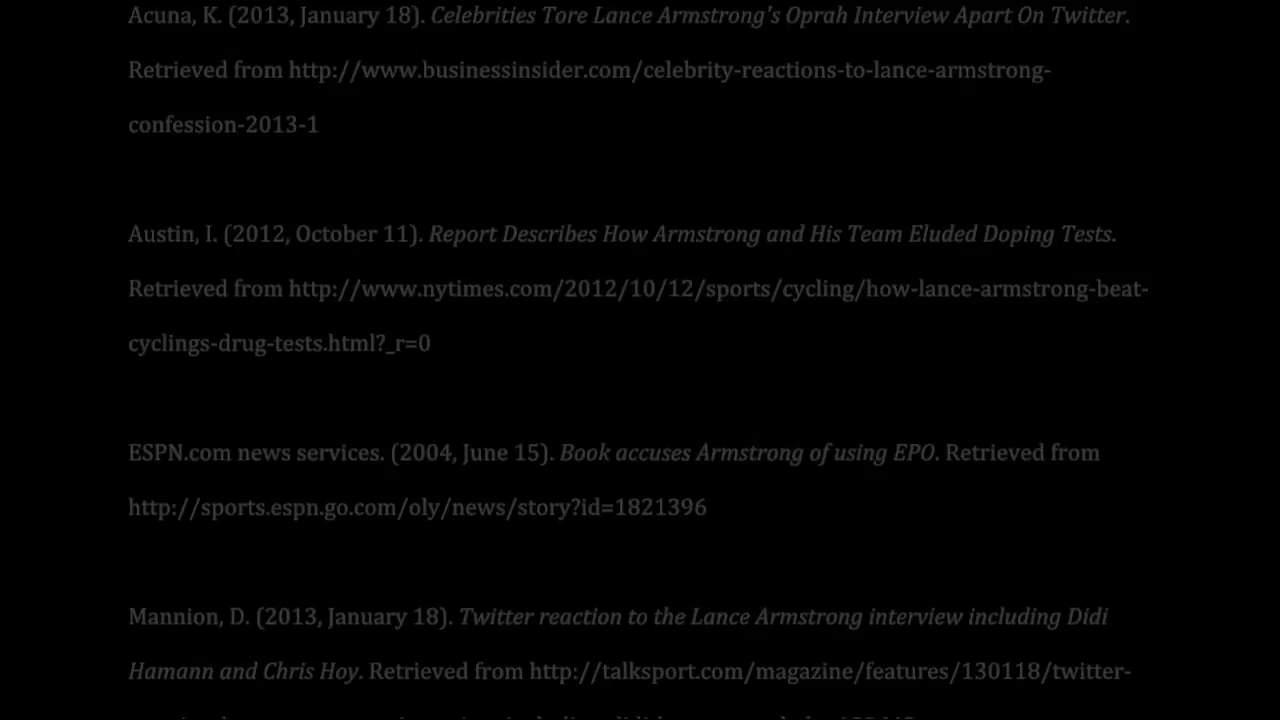 Acuna, K. (2013, January 18). Celebrities Tore Lance Armstrong's Oprah Interview Apart On Twitter.
Retrieved from http://www.businessinsider.com/celebrity-reactions-to-lance-armstrong-
confession-2013-1
Austin, I. (2012, October 11). Report Describes How Armstrong and His Team Eluded Doping Tests.
Retrieved from http://www.nytimes.com/2012/10/12/sports/cycling/how-lance-armstrong-beat-
cyclings-drug-tests.html?_r=0
ESPN.com news services. (2004, June 15). Book accuses Armstrong of using EPO. Retrieved from
http://sports.espn.go.com/oly/news/story?id=1821396
Mannion, D. (2013, January 18). Twitter reaction to the Lance Armstrong interview including Didi
Hamann and Chris Hoy. Retrieved from http://talksport.com/magazine/features/130118/twitter-